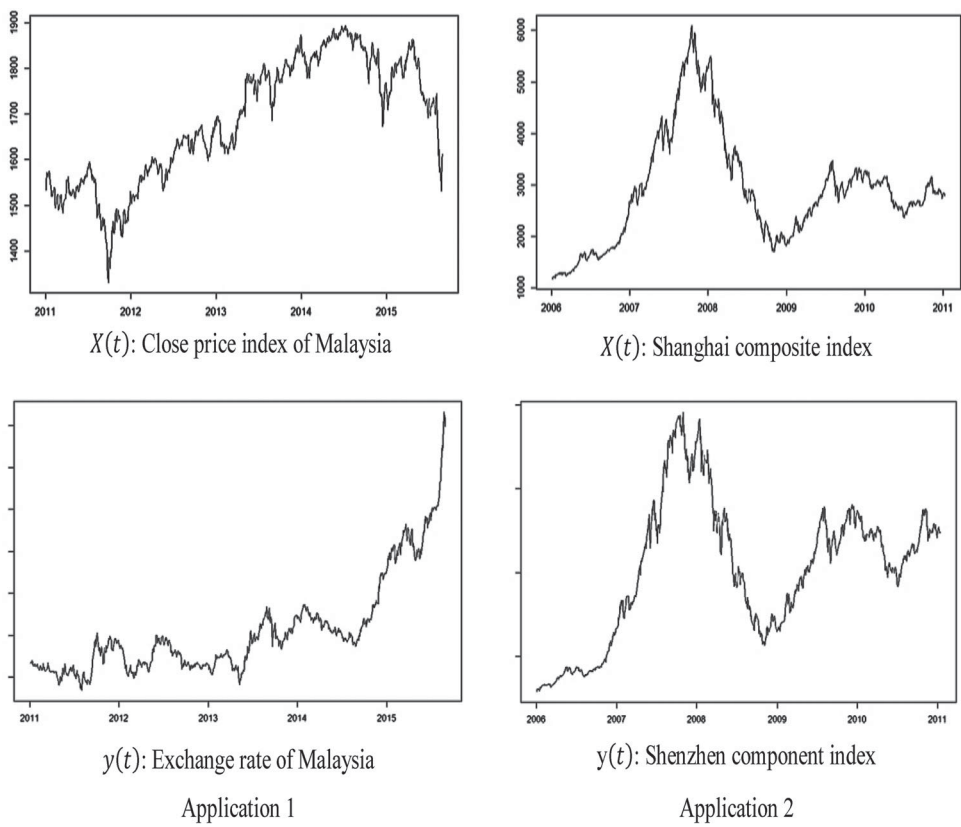 1900
1800
1700
1600
1500
1400
2011 2012 2013 2014 2015
X(t): Close price index of Malaysia
6000
5000
4000
3000
2000
1000
2006 2007 2008 2009 2010 2011
X(t): Shanghai composite index
2011 2012 2013 2014 2015
y(t): Exchange rate of Malaysia
Application 1
2006 2007 2008 2009 2010 2011
y(t): Shenzhen component index
Application 2